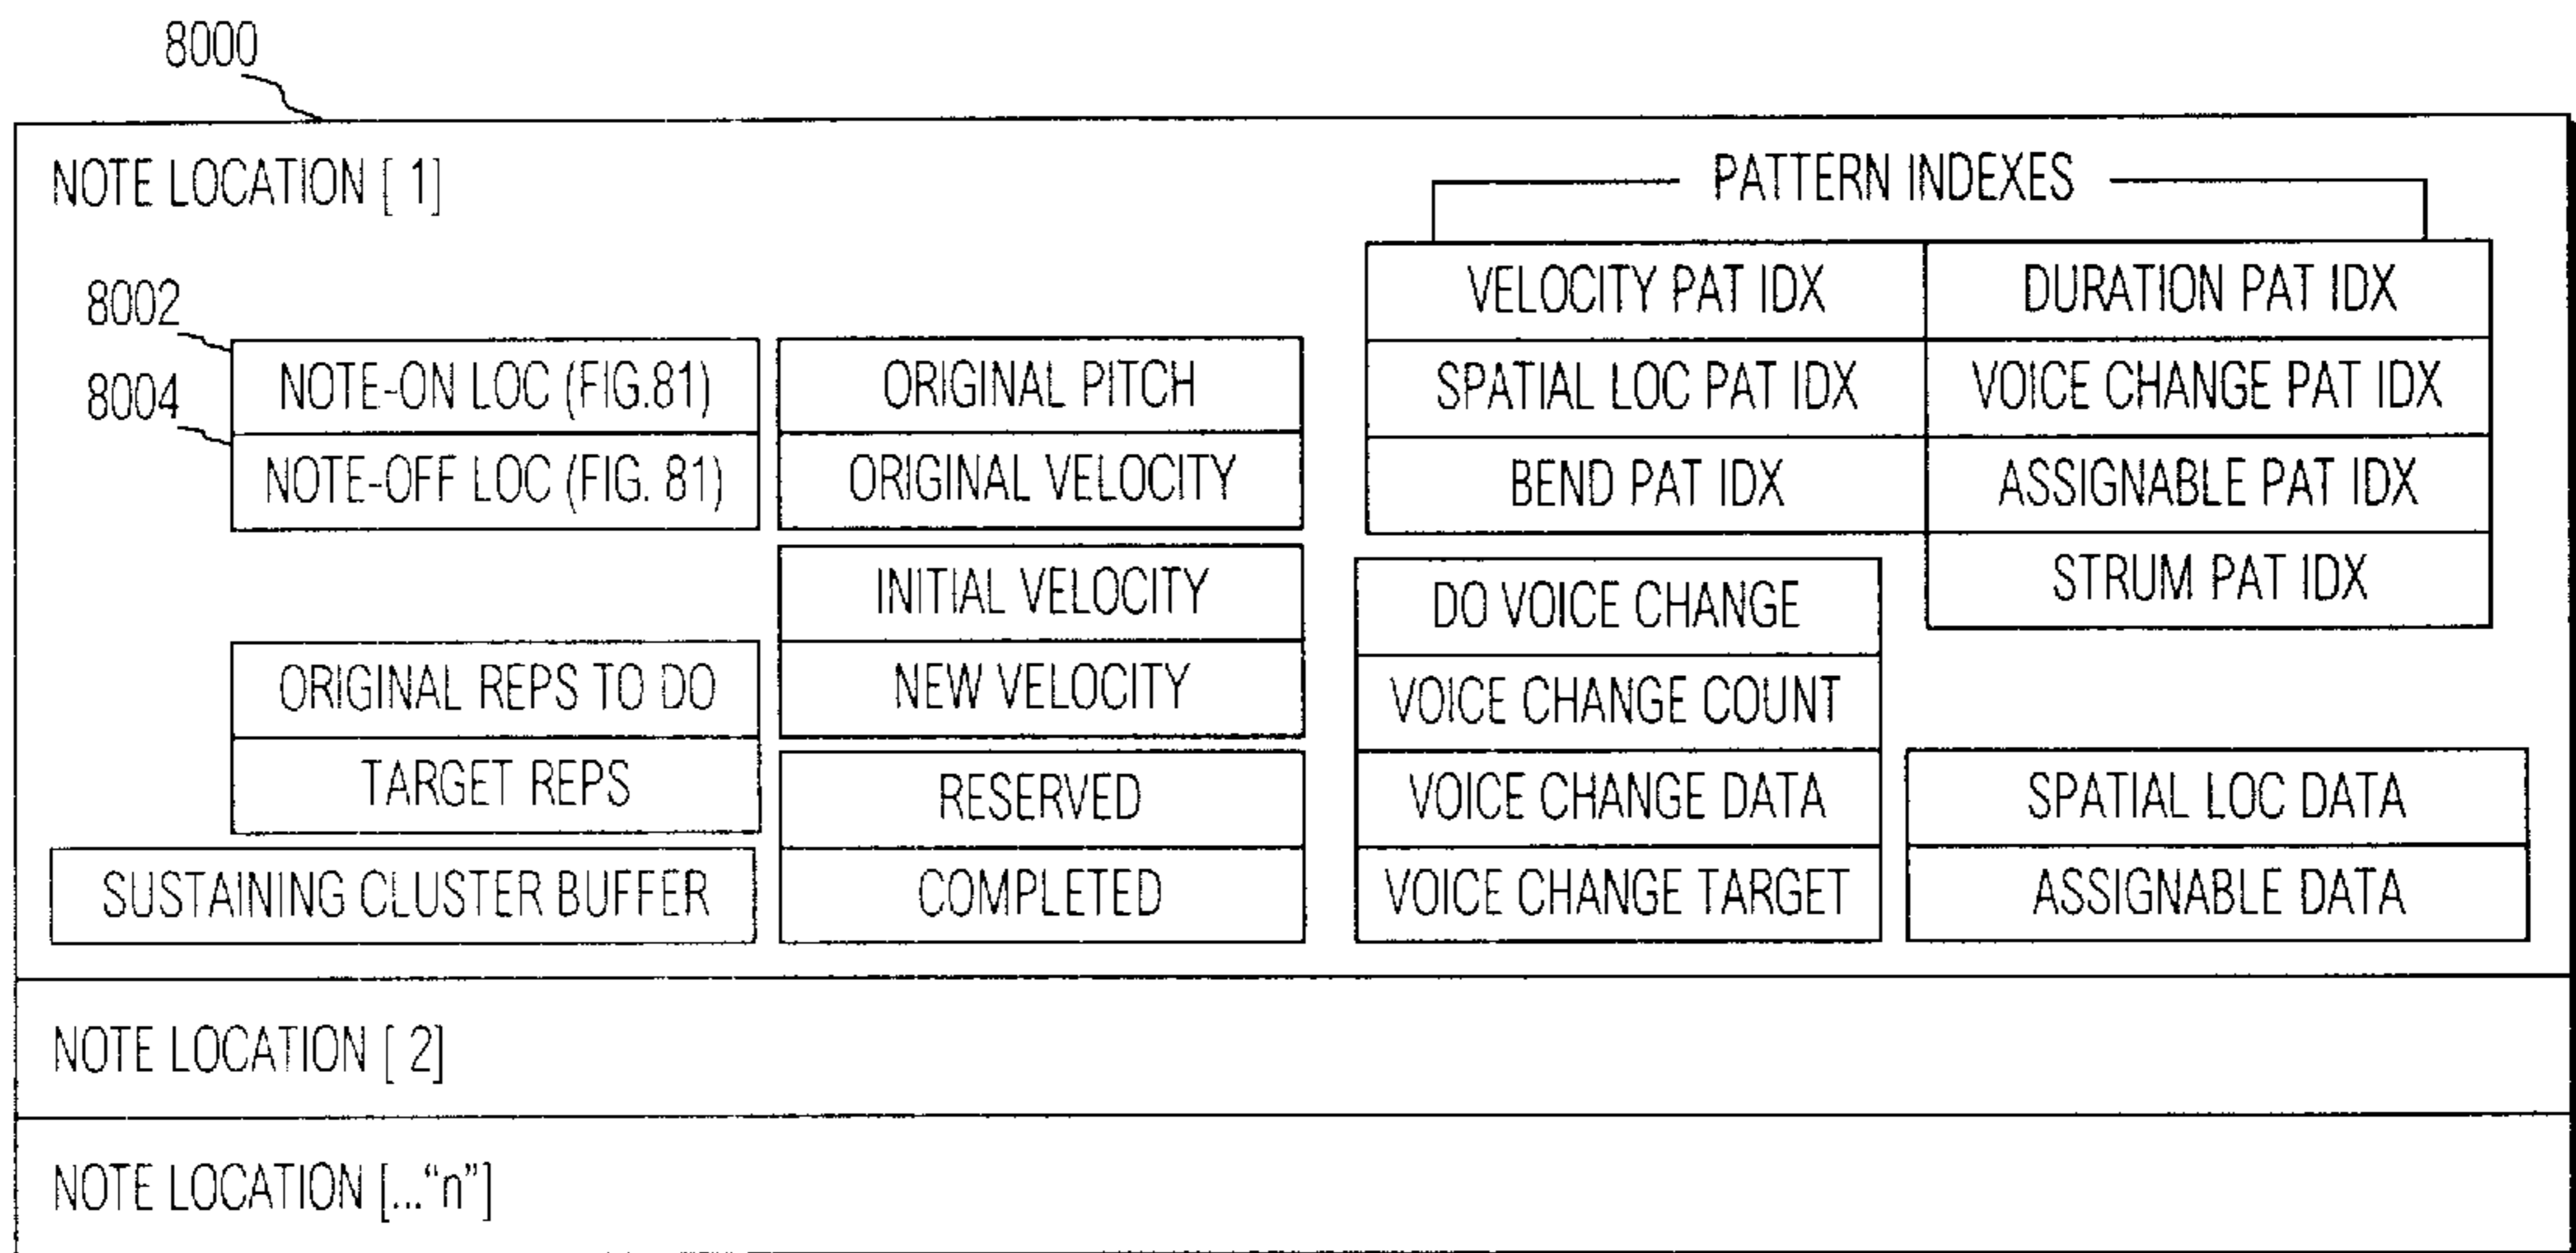 8000
NOTE LOCATION [ 1]
PATTERN INDEXES
VELOCITY PAT IDX
DURATION PAT IDX
SPATIAL LOC PAT IDX
VOICE CHANGE PAT IDX
BEND PAT IDX
ASSIGNABLE PAT IDX
STRUM PAT IDX
8002
NOTE-ON LOC (FIG.81)
8004
NOTE-OFF LOC (FIG. 81)
ORIGINAL PITCH
ORIGINAL VELOCITY
INITIAL VELOCITY
NEW VELOCITY
ORIGINAL REPS TO DO
TARGET REPS
SUSTAINING CLUSTER BUFFER
RESERVED
COMPLETED
DO VOICE CHANGE
VOICE CHANGE COUNT
VOICE CHANGE DATA
VOICE CHANGE TARGET
SPATIAL LOC DATA
ASSIGNABLE DATA
NOTE LOCATION [ 2]
NOTE LOCATION [..."n"]